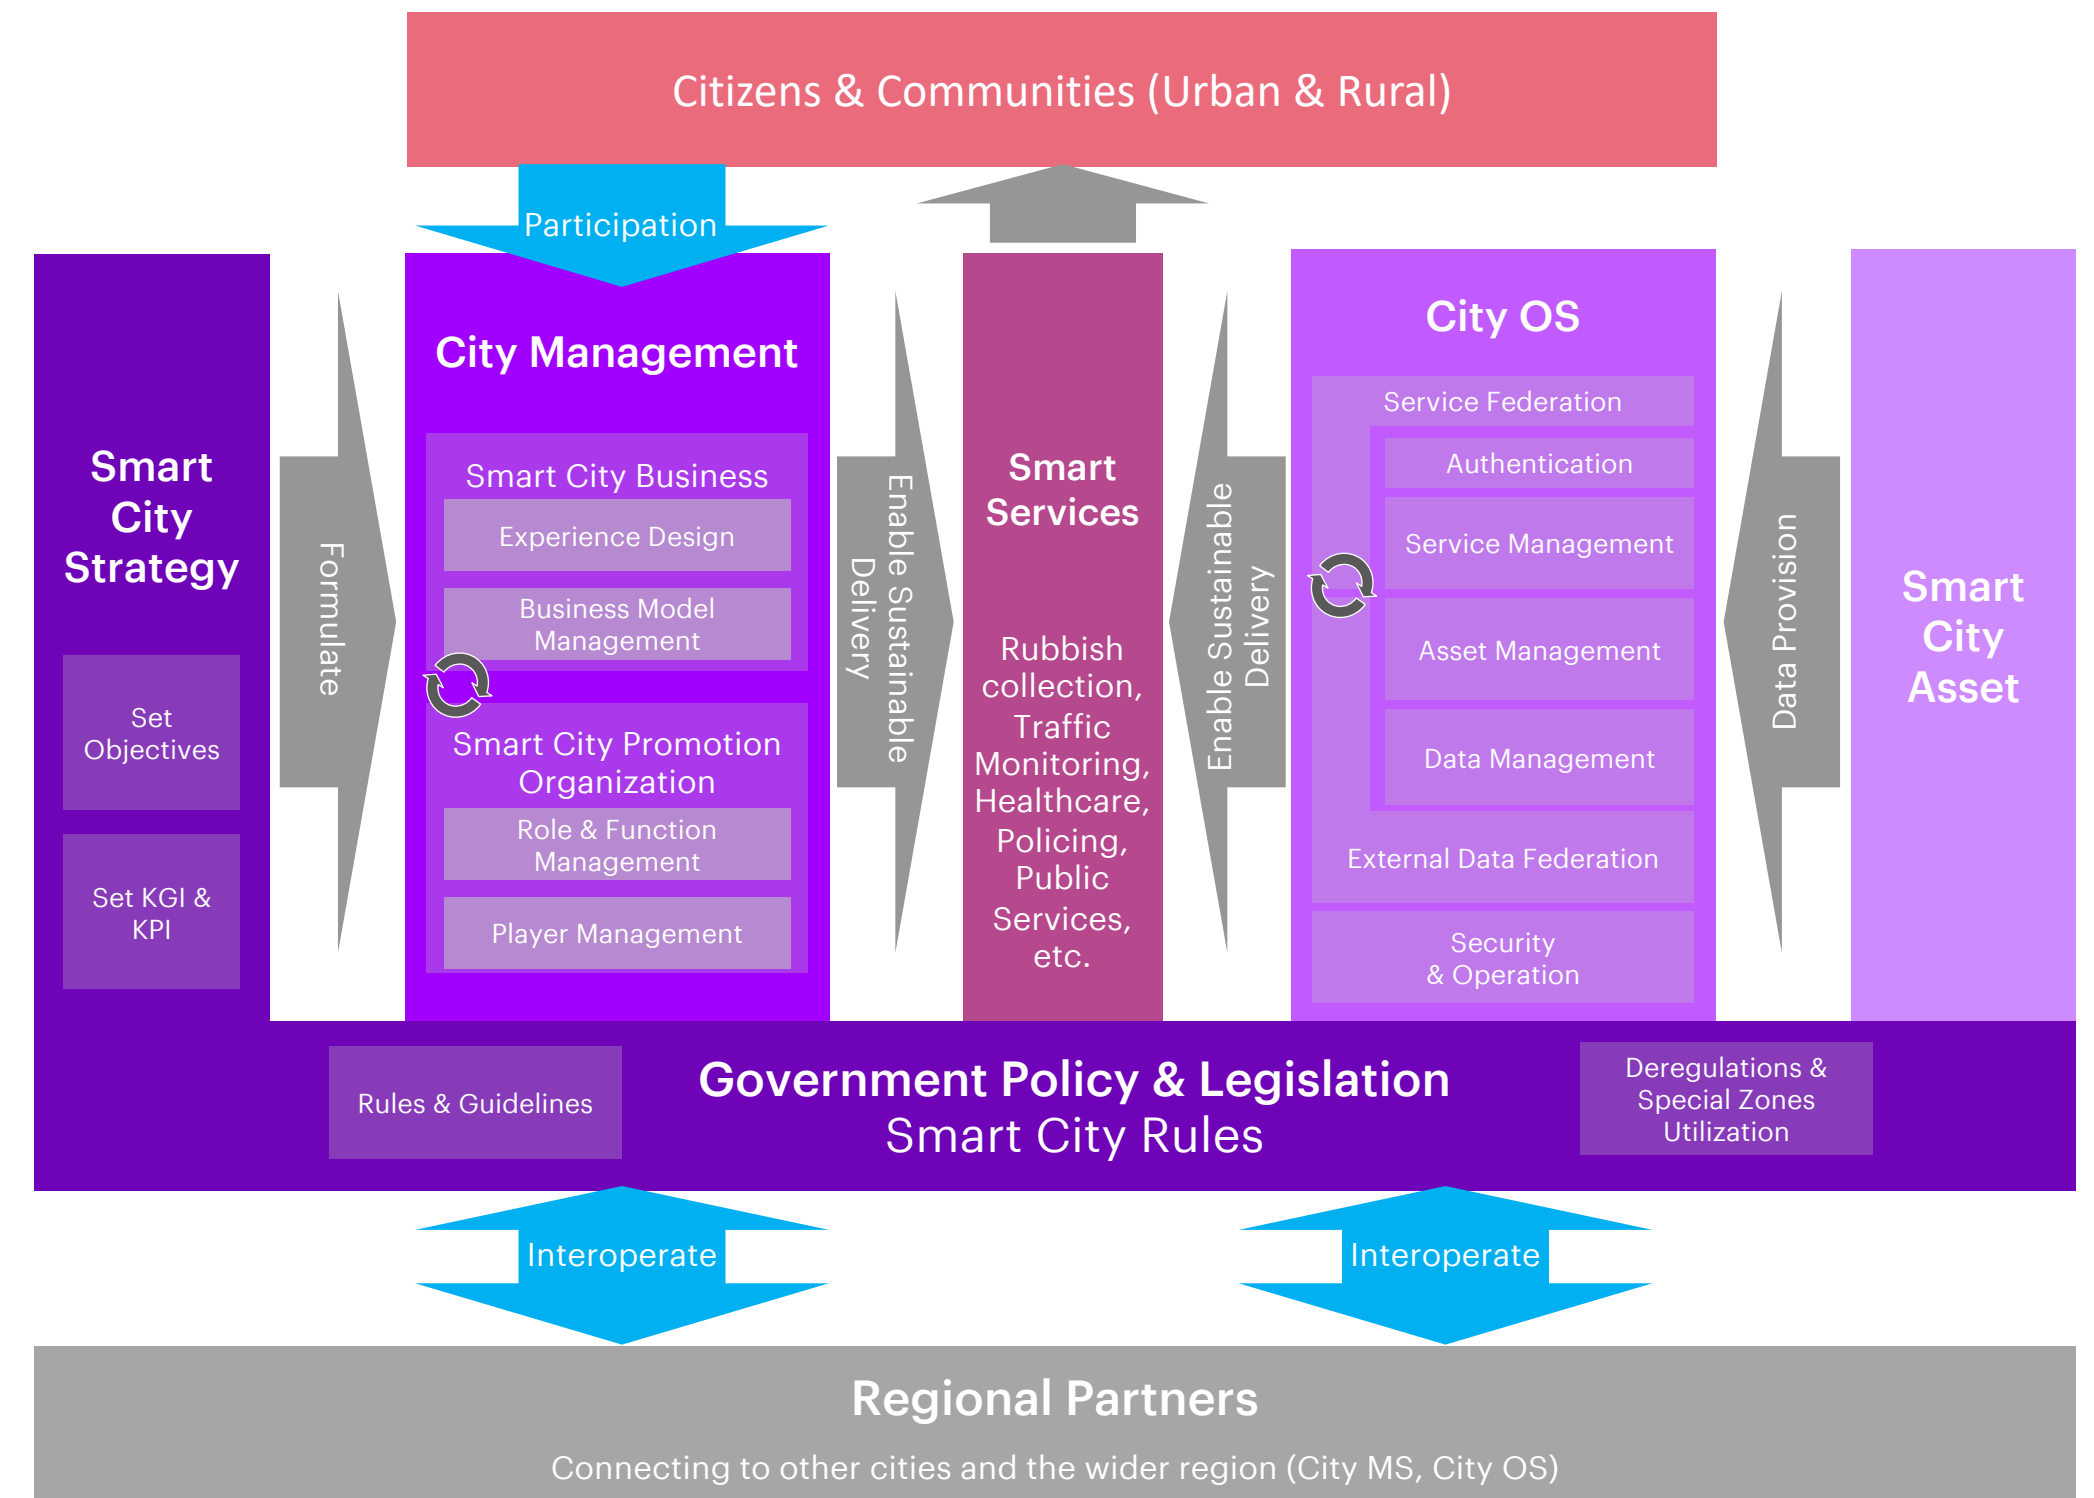 Citizens & Communities (Urban & Rural)
Participation
Smart
City
Strategy
Set
Objectives
Set KGI &
KPI
Formulate
City Management
Smart City Business
Experience Design
Business Model
Management
Smart City Promotion
Organization
Role & Function
Management
Player Management
Enable Sustainable
Delivery
Smart
Services
Rubbish
collection,
Traffic
Monitoring,
Healthcare,
Policing,
Public
Services,
etc.
Enable Sustainable
Delivery
City OS
Service Federation
Authentication
Service Management
Asset Management
Data Management
External Data Federation
Security
& Operation
Data Provision
Smart
City
Asset
Rules & Guidelines
Government Policy & Legislation
Smart City Rules
Deregulations &
Special Zones
Utilization
Interoperate
Interoperate
Regional Partners
Connecting to other cities and the wider region (City MS, City OS)